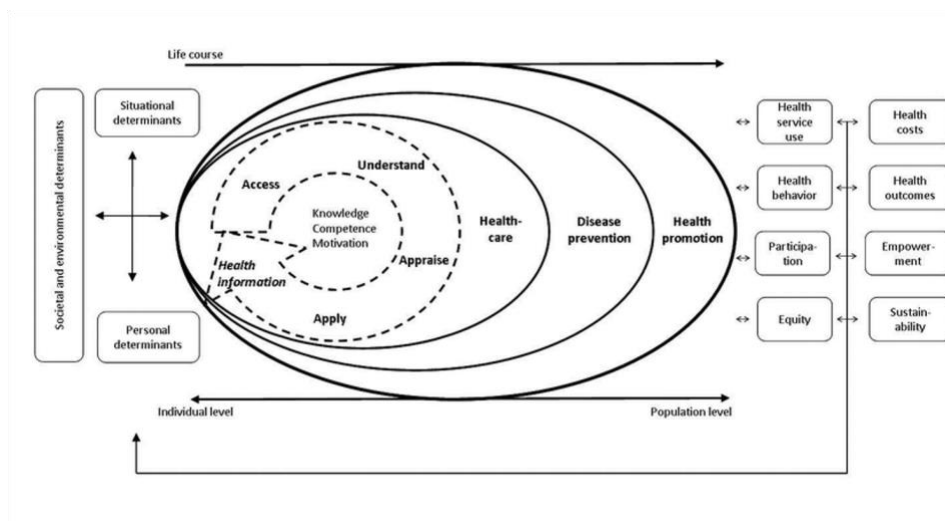 Life course
Societal and environmental determinants
Situational
determinants
Personal
determinants
Access
Understand
Knowledge
Competence
Motivation
Appraise
Health
information
Apply
Health-
care
Disease
prevention
Health
promotion
Health
service
use
Health
costs
Health
behavior
Health
outcomes
Participa-
tion
Empower-
ment
Equity
Sustain-
ability
Individual level
Population level